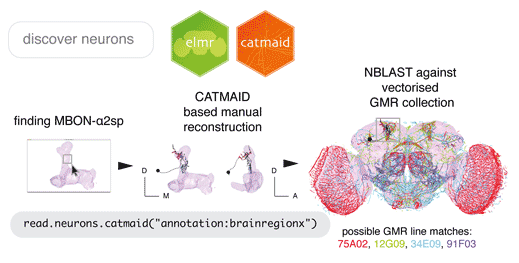 discover neurons
elmr
catmaid
finding MBON-α2sp
CATMAID
based manual
reconstruction
NBLAST against
vectorised
GMR collection
D
M
D
A
read.neurons.catmaid("annotation:brainregionx")
possible GMR line matches:
75A02, 12G09, 34E09, 91F03